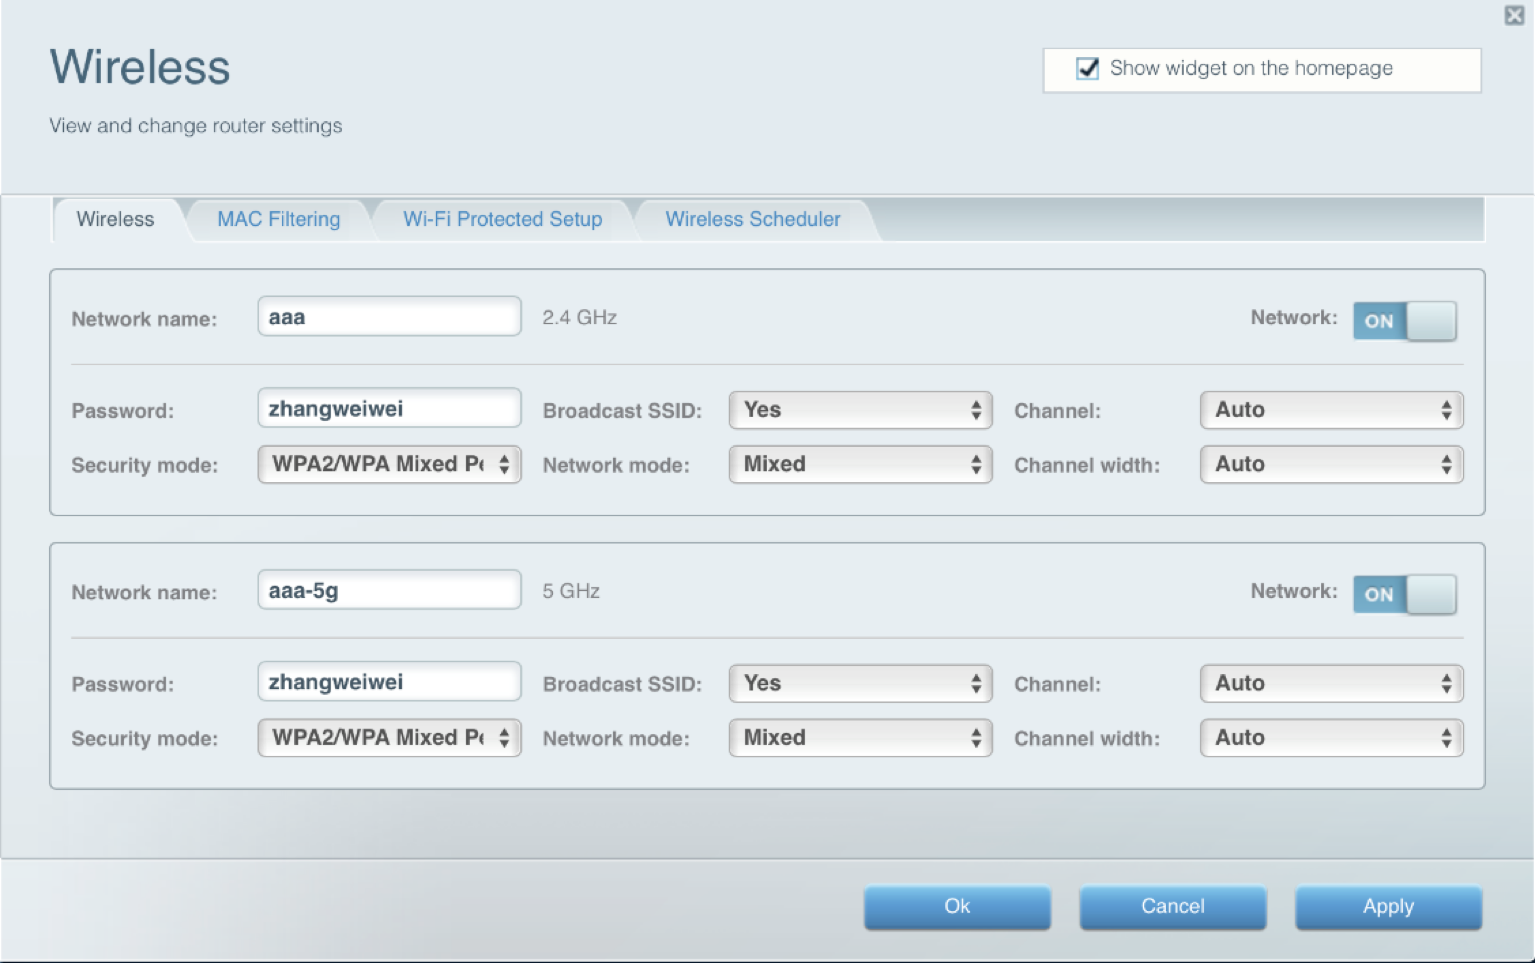 Wireless
Show widget on the homepage
View and change router settings
Wireless MAC Filtering Wi-Fi Protected Setup Wireless Scheduler
Network name: aaa 2.4 GHz Network: ON
Password: zhangweiwei Broadcast SSID: Yes Channel: Auto
Security mode: WPA2/WPA Mixed Network mode: Mixed Channel width: Auto
Network name: aaa-5g 5 GHz Network: ON
Password: zhangweiwei Broadcast SSID: Yes Channel: Auto
Security mode: WPA2/WPA Mixed Network mode: Mixed Channel width: Auto
Ok Cancel Apply